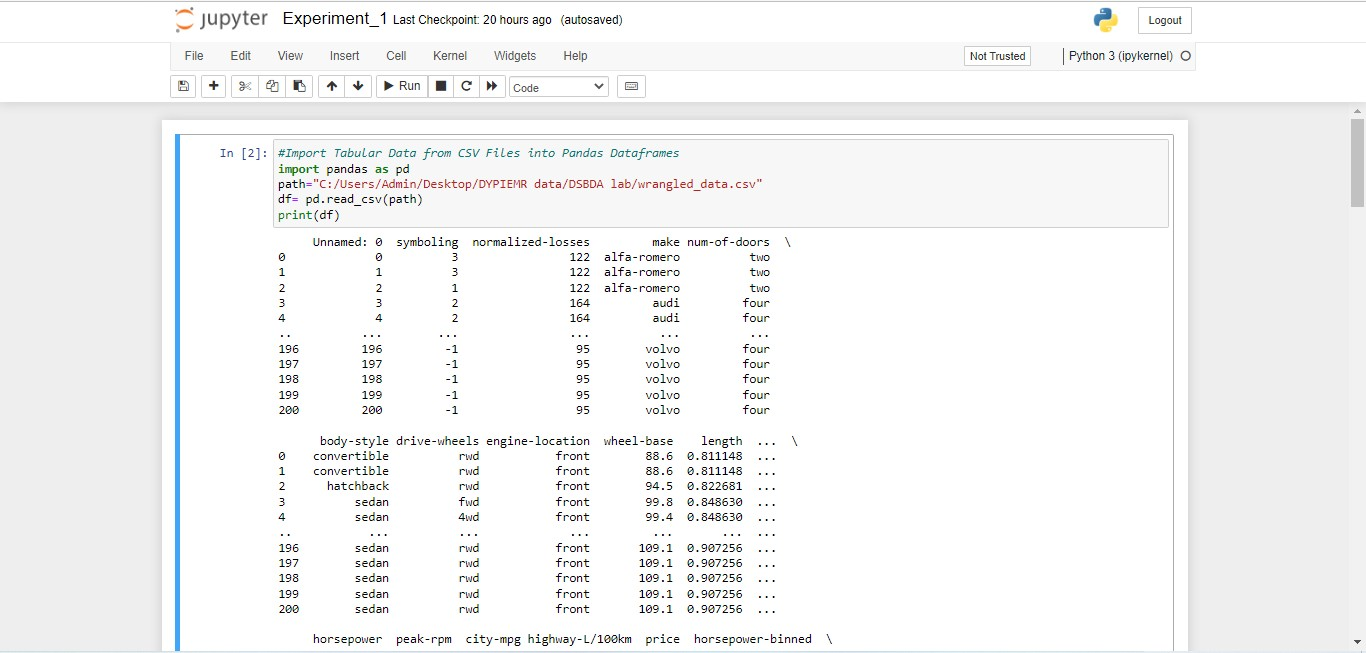 jupyter Experiment_1 Last Checkpoint: 20 hours ago (autosaved) Logout
File Edit View Insert Cell Kernel Widgets Help Not Trusted Python 3 (ipykernel)
Run Code
In [2]: #Import Tabular Data from CSV Files into Pandas Dataframes
import pandas as pd
path="C:/Users/Admin/Desktop/DYPIEMR data/DSBDA lab/wrangled_data.csv"
df= pd.read_csv(path)
print(df)
Unnamed: 0 symboling normalized-losses make num-of-doors \
0 0 3 122 alfa-romero two
1 1 3 122 alfa-romero two
2 2 1 122 alfa-romero two
3 3 2 164 audi four
4 4 2 164 audi four
.. ... ... ... ... ...
196 196 -1 95 volvo four
197 197 -1 95 volvo four
198 198 -1 95 volvo four
199 199 -1 95 volvo four
200 200 -1 95 volvo four
body-style drive-wheels engine-location wheel-base length ... \
0 convertible rwd front 88.6 0.811148 ...
1 convertible rwd front 88.6 0.811148 ...
2 hatchback rwd front 94.5 0.822681 ...
3 sedan fwd front 99.8 0.848630 ...
4 sedan 4wd front 99.4 0.848630 ...
.. ... ... ... ... ... ...
196 sedan rwd front 109.1 0.907256 ...
197 sedan rwd front 109.1 0.907256 ...
198 sedan rwd front 109.1 0.907256 ...
199 sedan rwd front 109.1 0.907256 ...
200 sedan rwd front 109.1 0.907256 ...
horsepower peak-rpm city-mpg highway-L/100km price horsepower-binned \